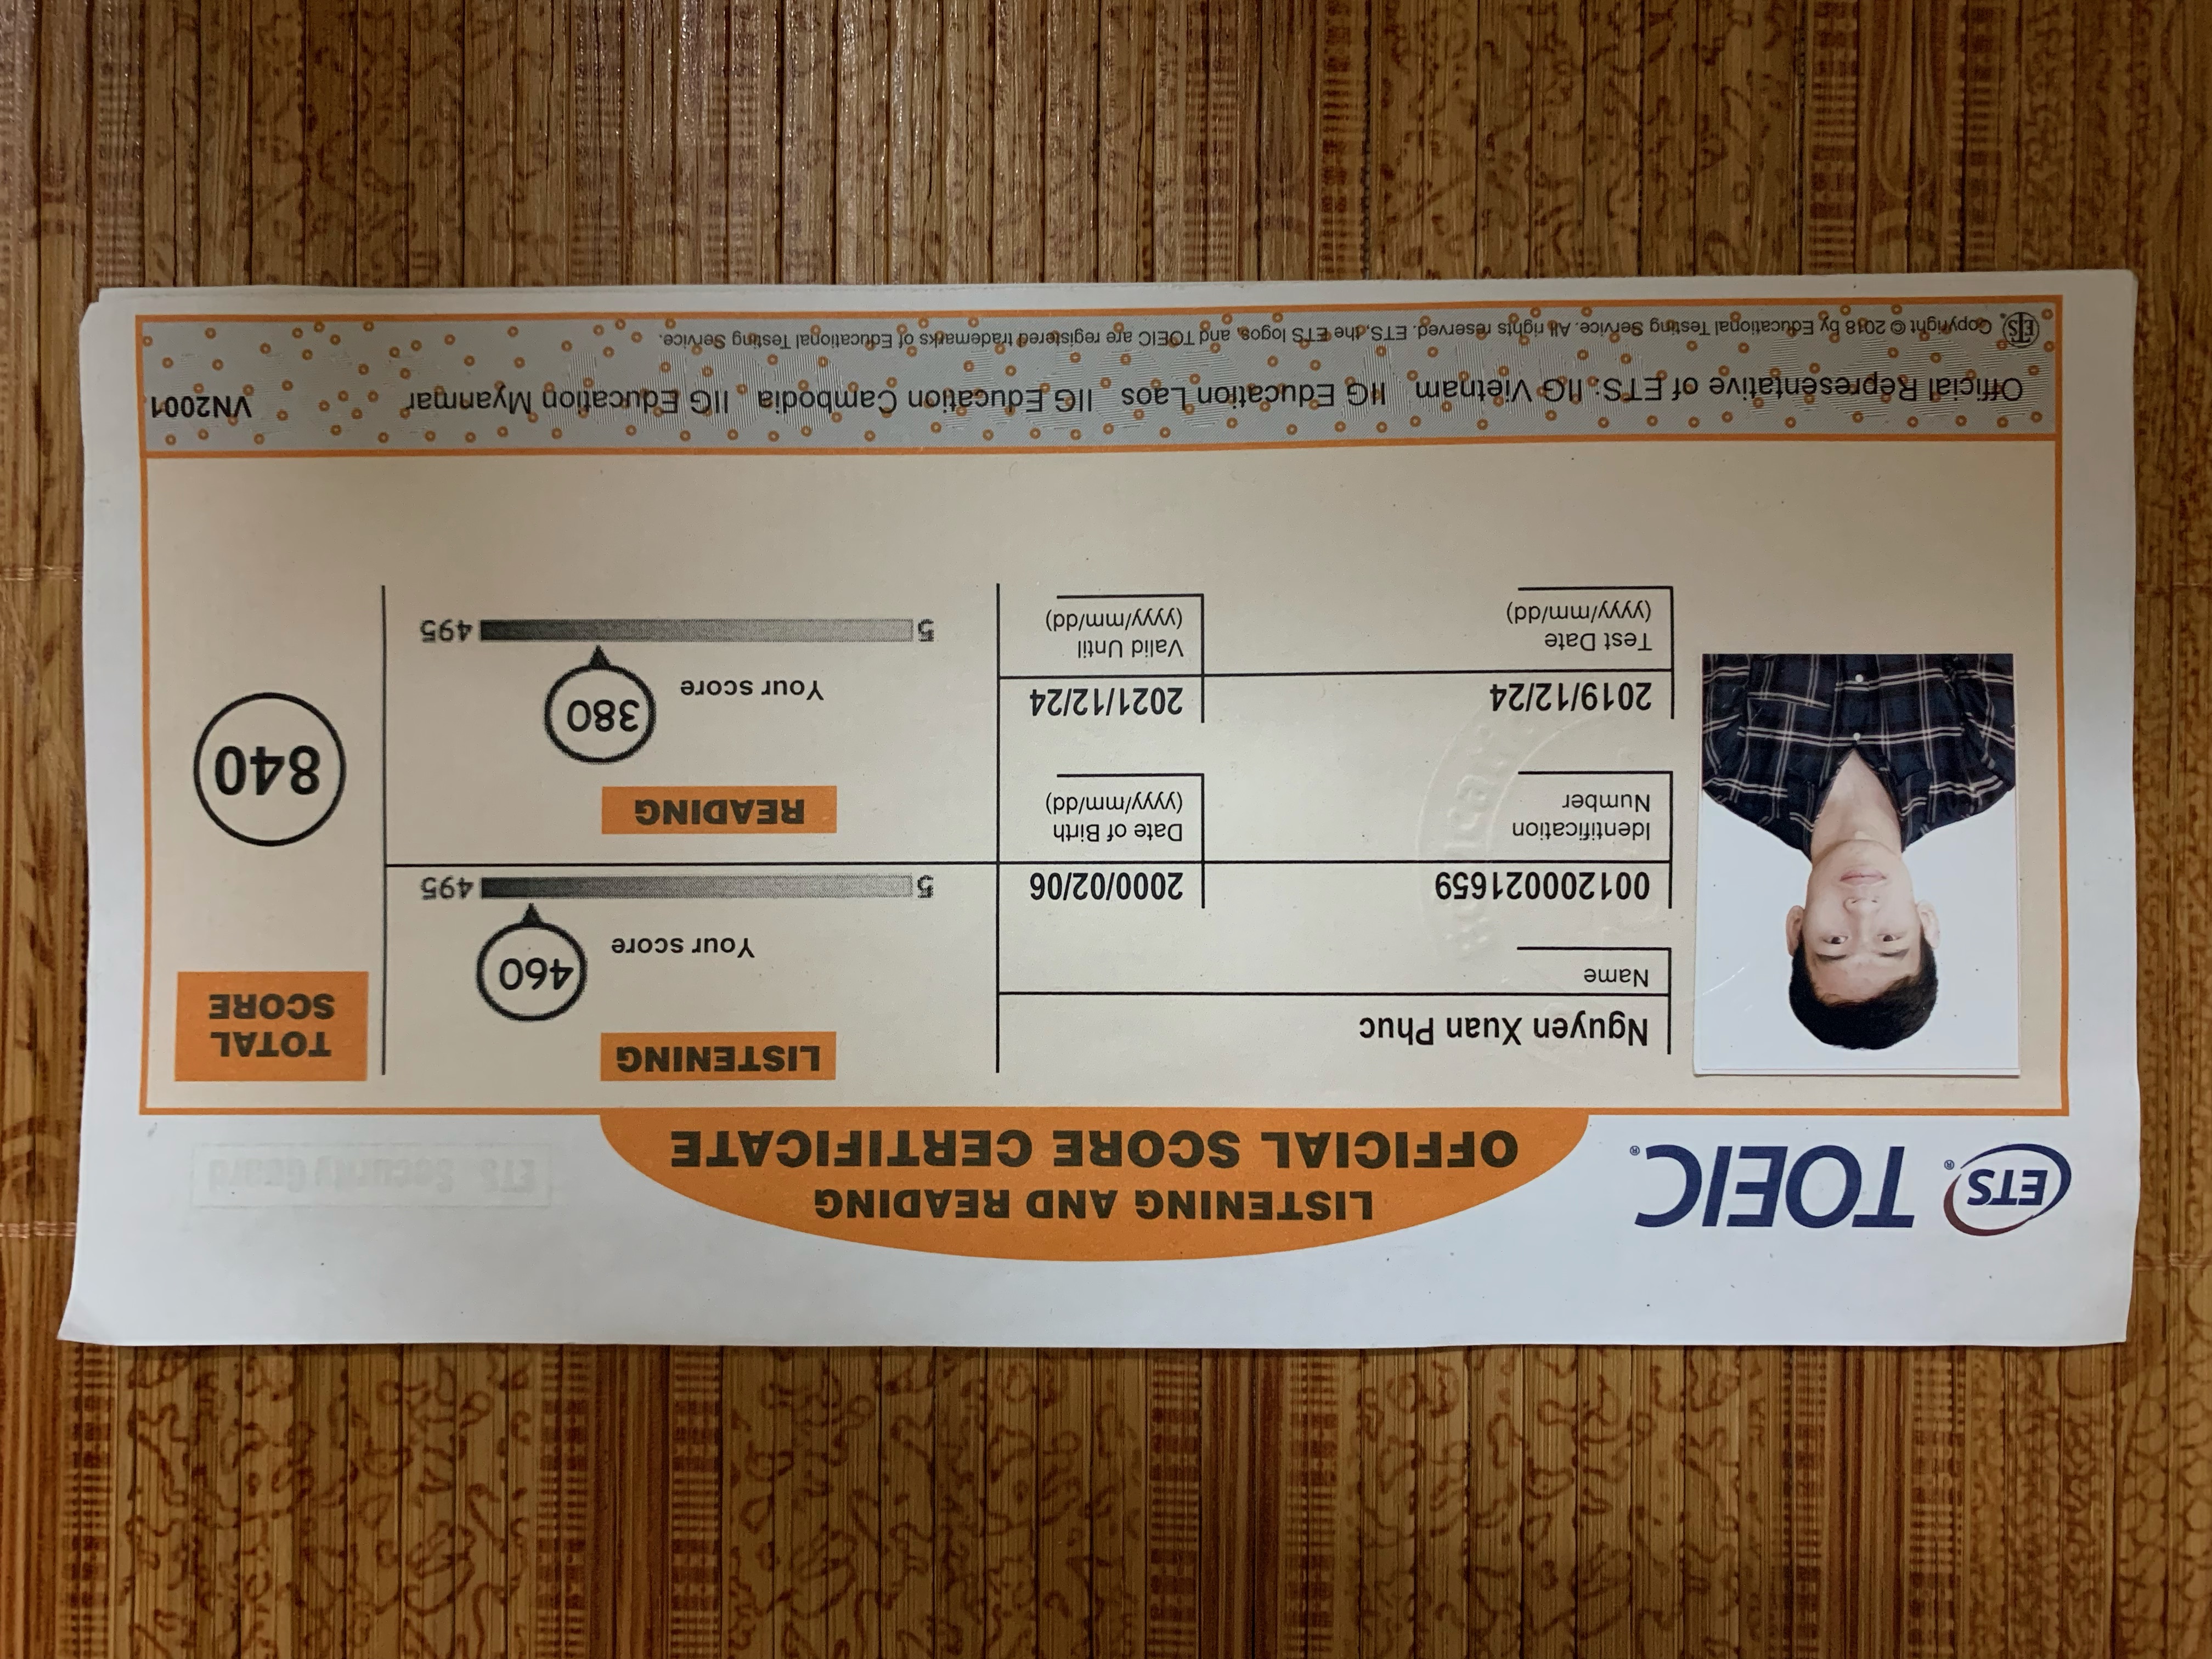 ETS® TOEIC®
LISTENING AND READING
OFFICIAL SCORE CERTIFICATE
ETS Security Guard
Nguyen Xuan Phuc
Name
001200021659
Identification
Number
2000/02/06
Date of Birth
(yyyy/mm/dd)
2019/12/24
Test Date
(yyyy/mm/dd)
2021/12/24
Valid Until
(yyyy/mm/dd)
LISTENING
Your score 460
5 495
READING
Your score 380
5 495
TOTAL
SCORE
840
Official Representative of ETS: IIG Vietnam IIG Education Laos IIG Education Cambodia IIG Education Myanmar VN2001
ETS® Copyright © 2018 by Educational Testing Service. All rights reserved. ETS, the ETS logos, and TOEIC are registered trademarks of Educational Testing Service.